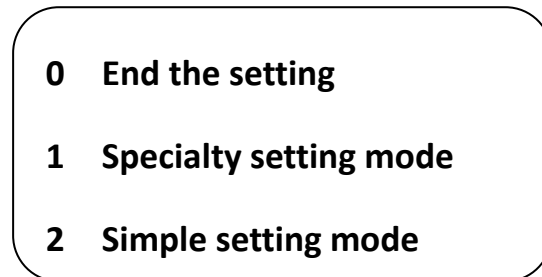 0 End the setting
1 Specialty setting mode
2 Simple setting mode